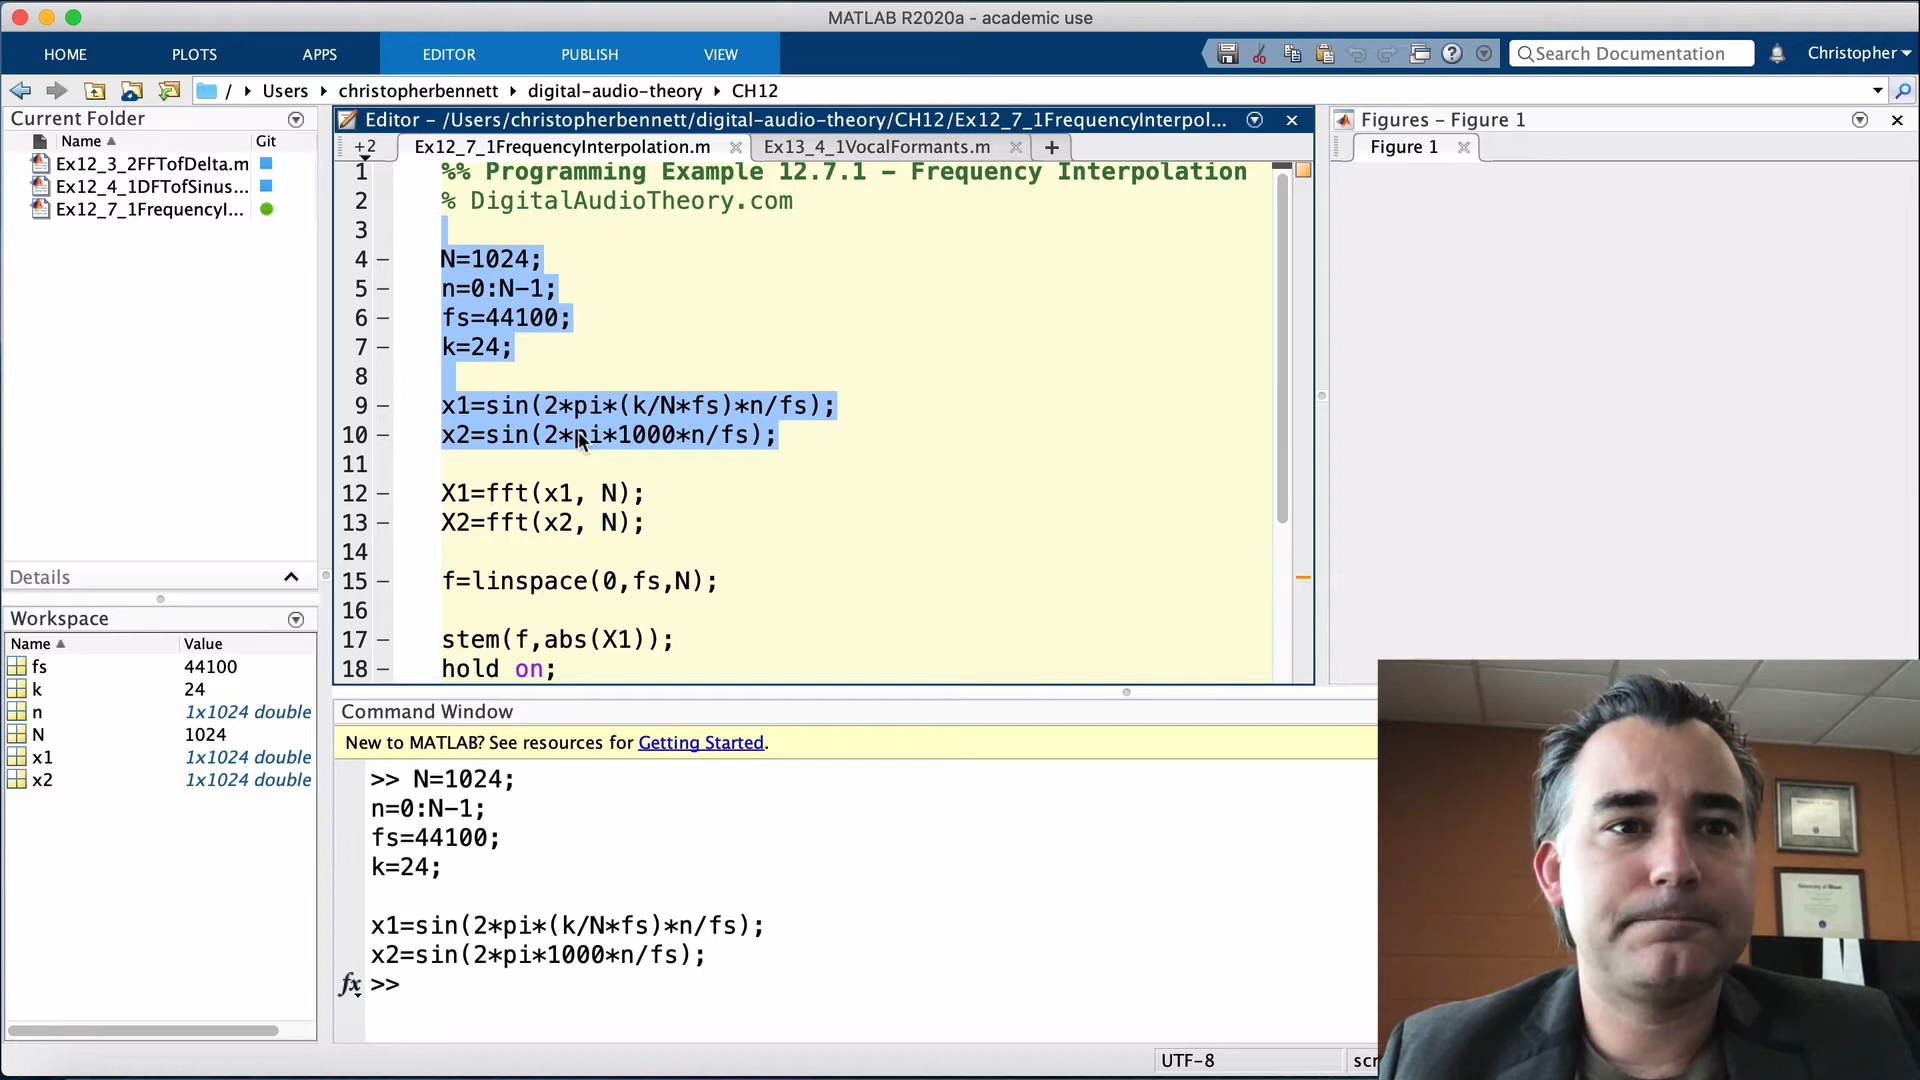 MATLAB R2020a - academic use
HOME PLOTS APPS EDITOR PUBLISH VIEW Search Documentation Christopher
/ Users christopherbennett digital-audio-theory CH12
Current Folder
Name Git
Ex12_3_2FFTofDelta.m
Ex12_4_1DFTofSinus...
Ex12_7_1FrequencyI...
Details
Workspace
Name Value
fs 44100
k 24
n 1x1024 double
N 1024
x1 1x1024 double
x2 1x1024 double
Editor – /Users/christopherbennett/digital-audio-theory/CH12/Ex12_7_1FrequencyInterpol...
+2 Ex12_7_1FrequencyInterpolation.m Ex13_4_1VocalFormants.m +
1 %% Programming Example 12.7.1 – Frequency Interpolation
2 % DigitalAudioTheory.com
3
4 – N=1024;
5 – n=0:N-1;
6 – fs=44100;
7 – k=24;
8
9 – x1=sin(2*pi*(k/N*fs)*n/fs);
10 – x2=sin(2*pi*1000*n/fs);
11
12 – X1=fft(x1, N);
13 – X2=fft(x2, N);
14
15 – f=linspace(0,fs,N);
16
17 – stem(f,abs(X1));
18 – hold on;
Figures – Figure 1
Figure 1
Command Window
New to MATLAB? See resources for Getting Started.
>> N=1024;
n=0:N-1;
fs=44100;
k=24;
x1=sin(2*pi*(k/N*fs)*n/fs);
x2=sin(2*pi*1000*n/fs);
fx >>
UTF-8 scr